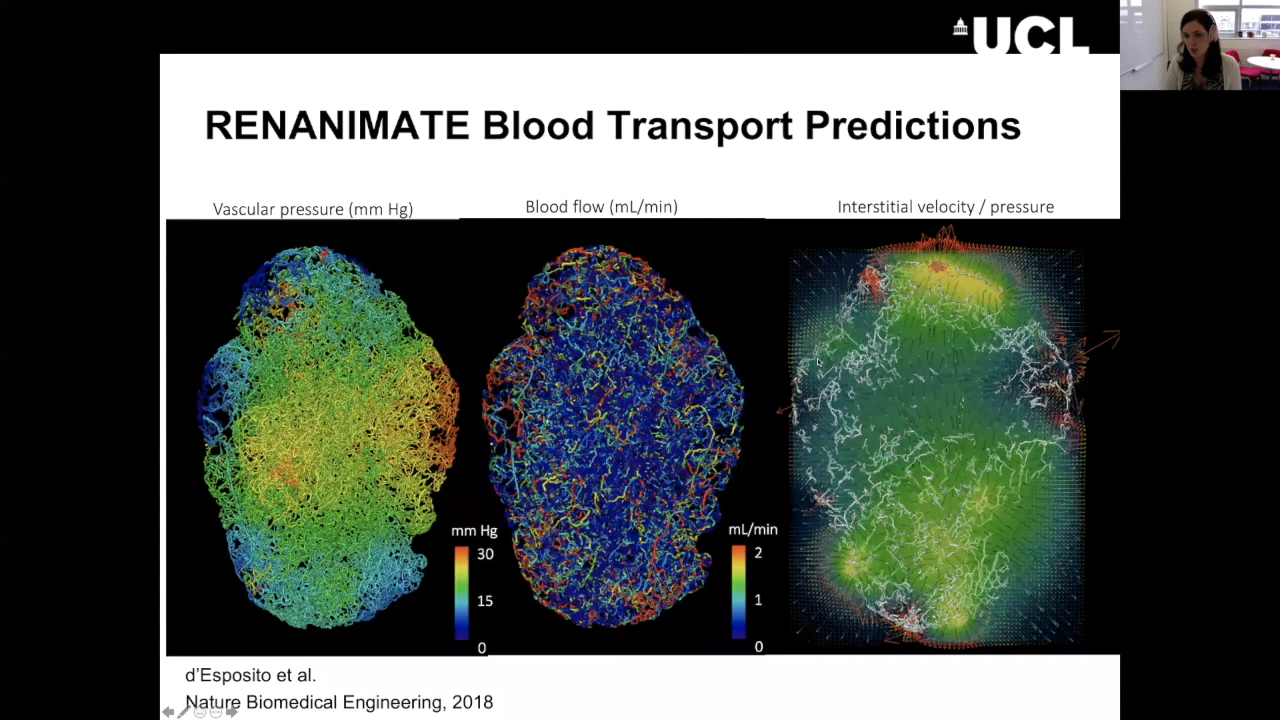 UCL
RENANIMATE Blood Transport Predictions
Vascular pressure (mm Hg)
Blood flow (mL/min)
Interstitial velocity / pressure
mm Hg
30
15
0
mL/min
2
1
0
d'Esposito et al.
Nature Biomedical Engineering, 2018